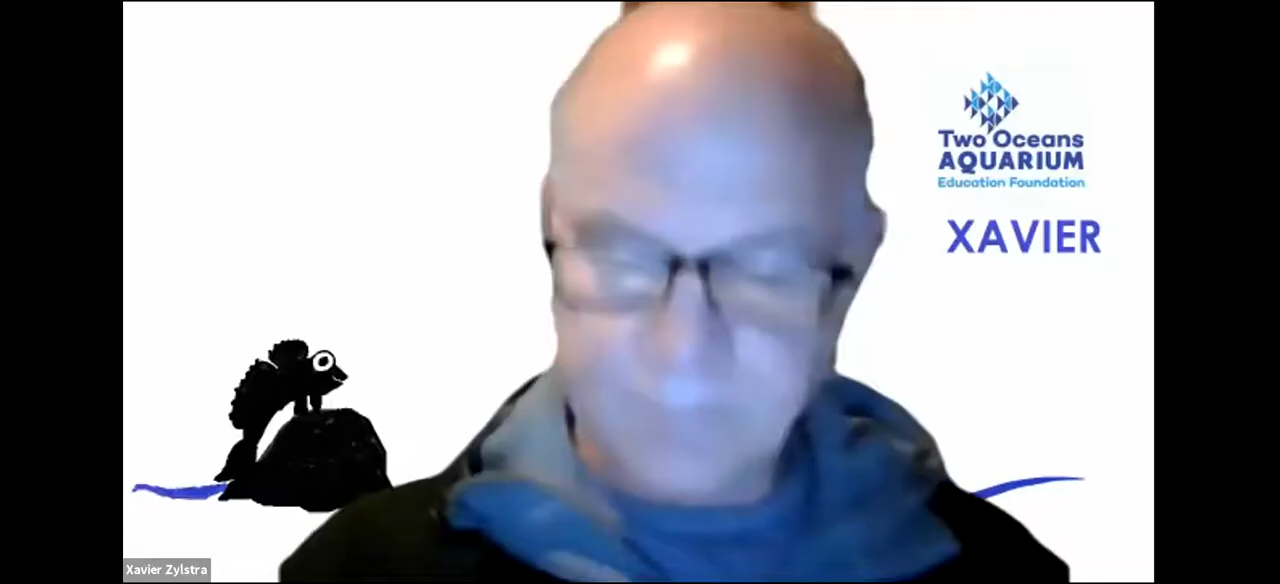 Two Oceans
AQUARIUM
Education Foundation
XAVIER
Xavier Zylstra